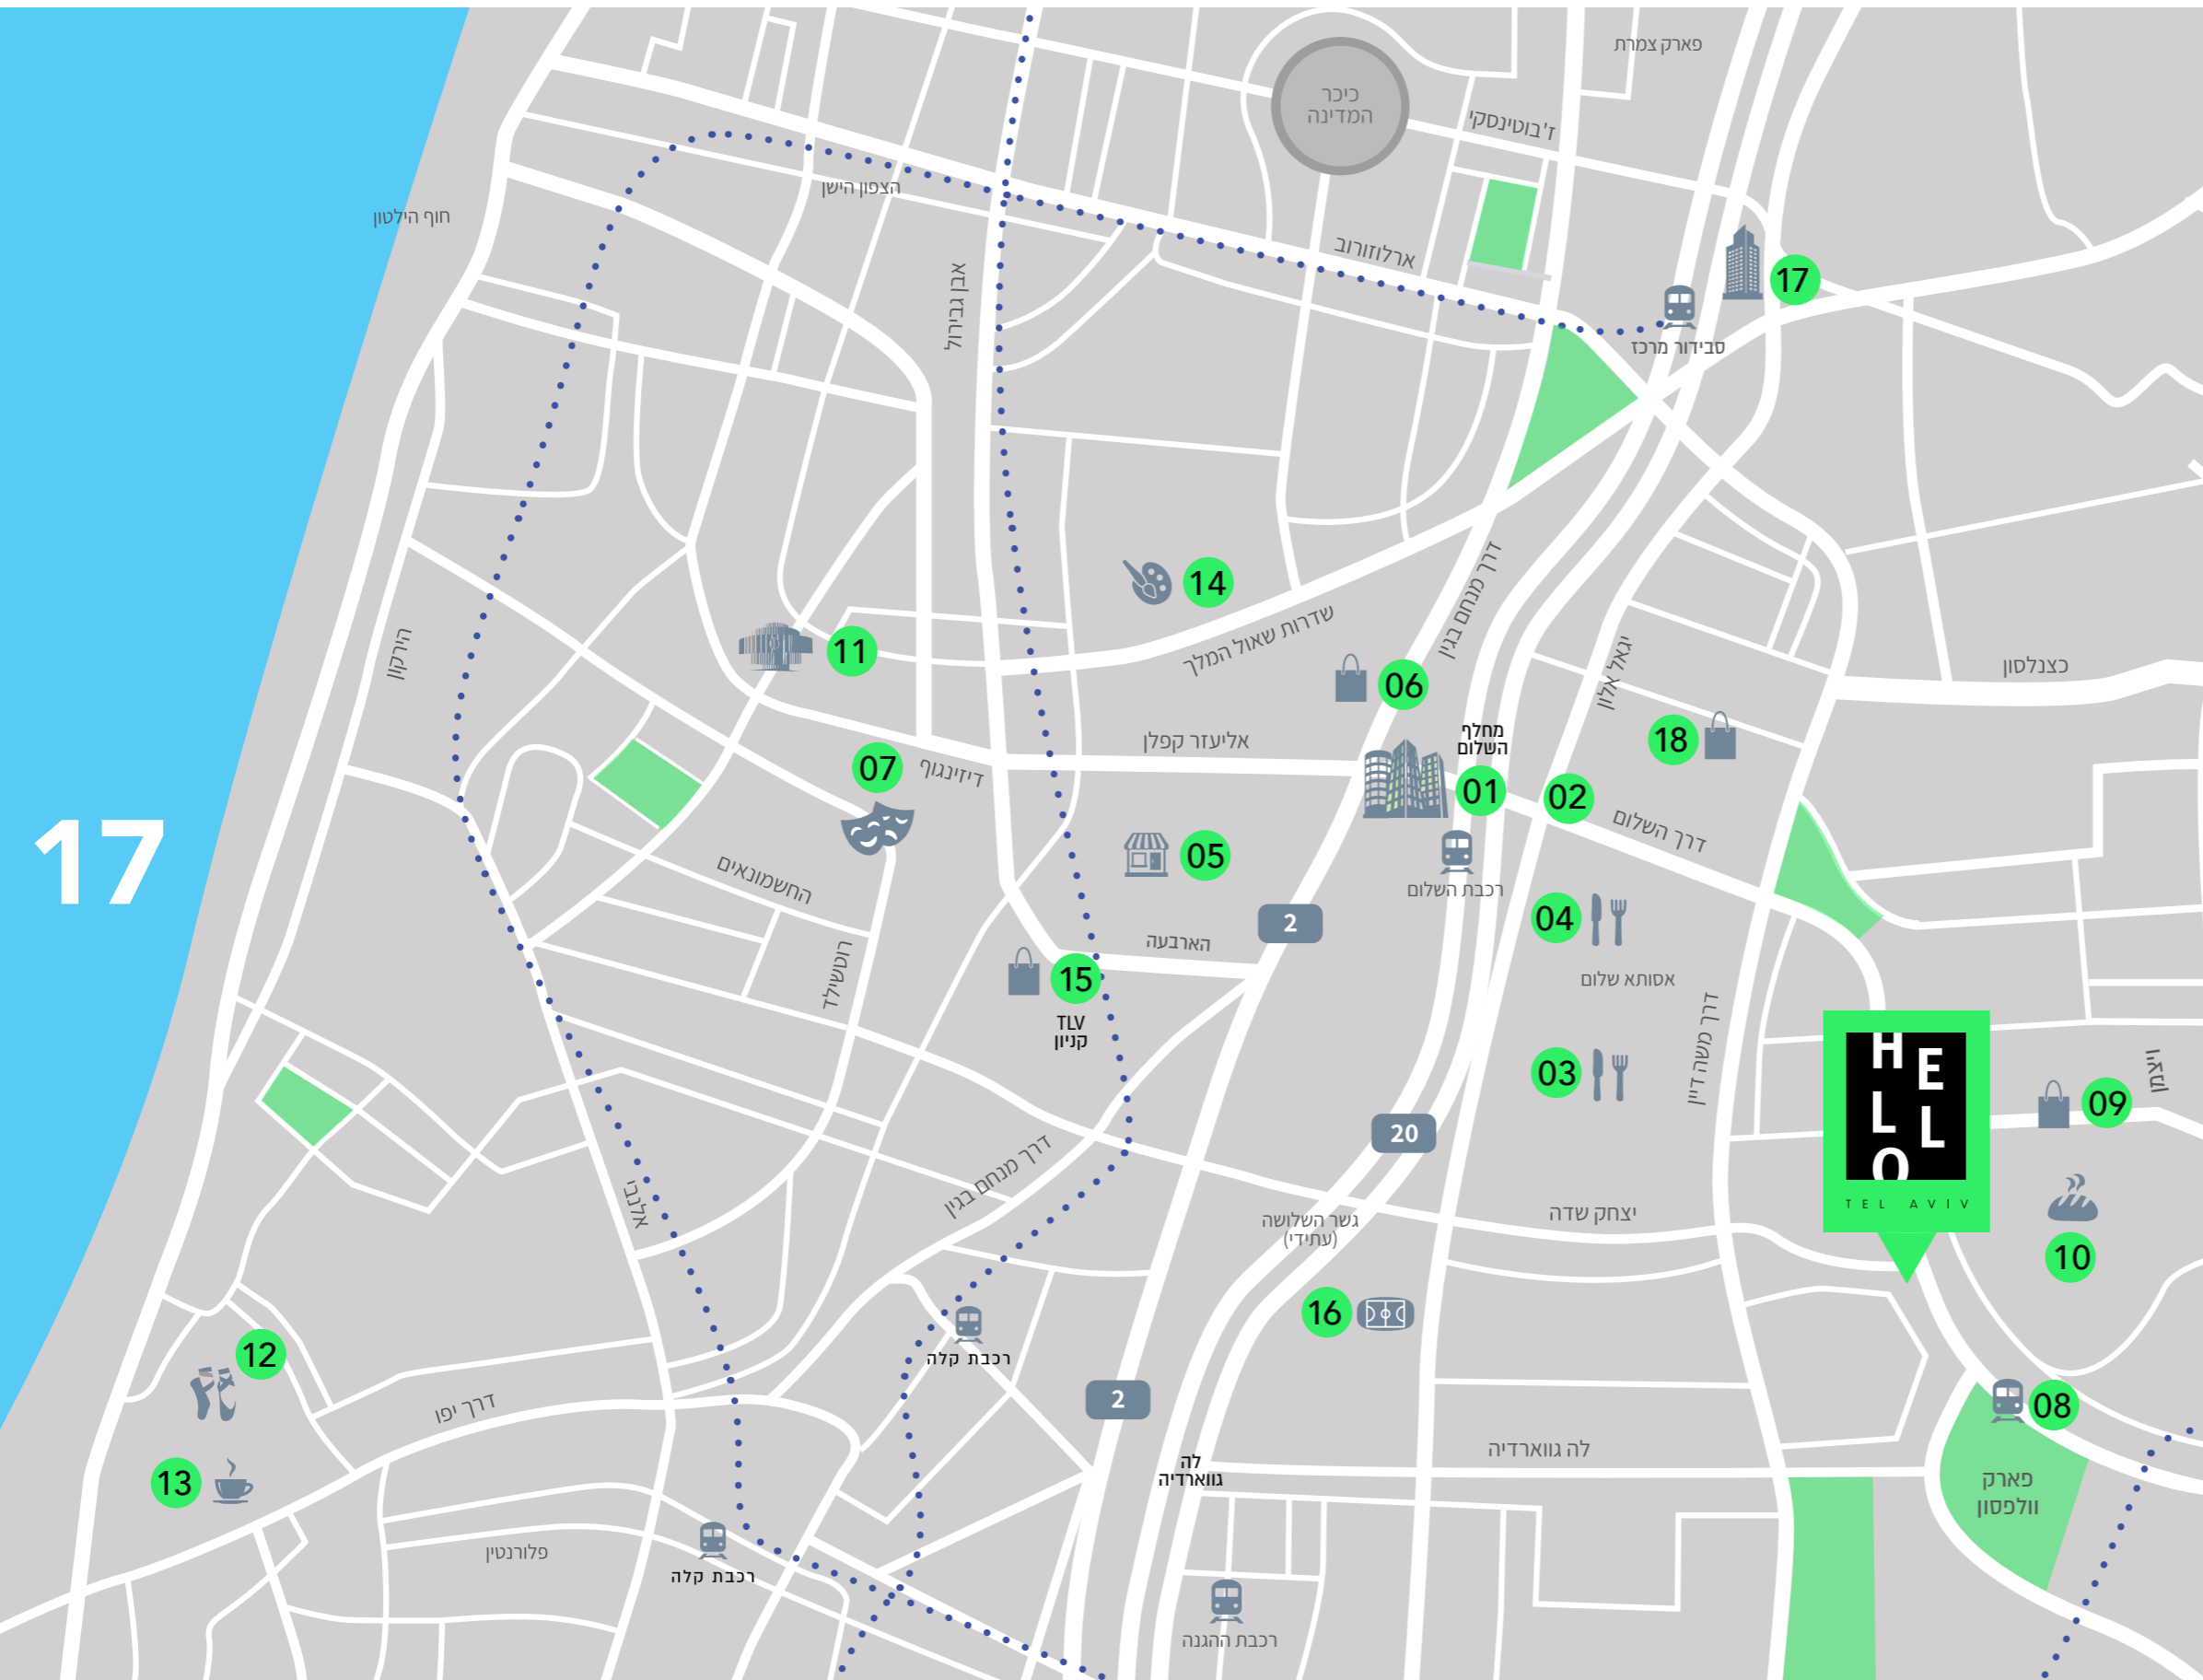 פארק צמרת
כיכר
המדינה
ז'בוטינסקי
הצפון הישן
חוף הילטון
ארלוזורוב
אבן גבירול
17
סבידור מרכז
דרך מנחם בגין
14
שדרות שאול המלך
הירקון
11
יגאל אלון
כצנלסון
06
מחלף
השלום
18
אליעזר קפלן
07
דיזינגוף
01
02
דרך השלום
17
05
החשמונאים
רכבת השלום
04
2
הארבעה
רוטשילד
15
TLV
קניון
אסותא שלום
דרך משה דיין
03
HE
L
L
O
TEL AVIV
09
ויצמן
20
דרך מנחם בגין
אלנבי
יצחק שדה
גשר השלושה
(עתידי)
10
16
12
רכבת קלה
2
08
דרך יפו
13
לה
גווארדיה
לה גווארדיה
פארק
וולפסון
פלורנטין
רכבת קלה
רכבת ההגנה